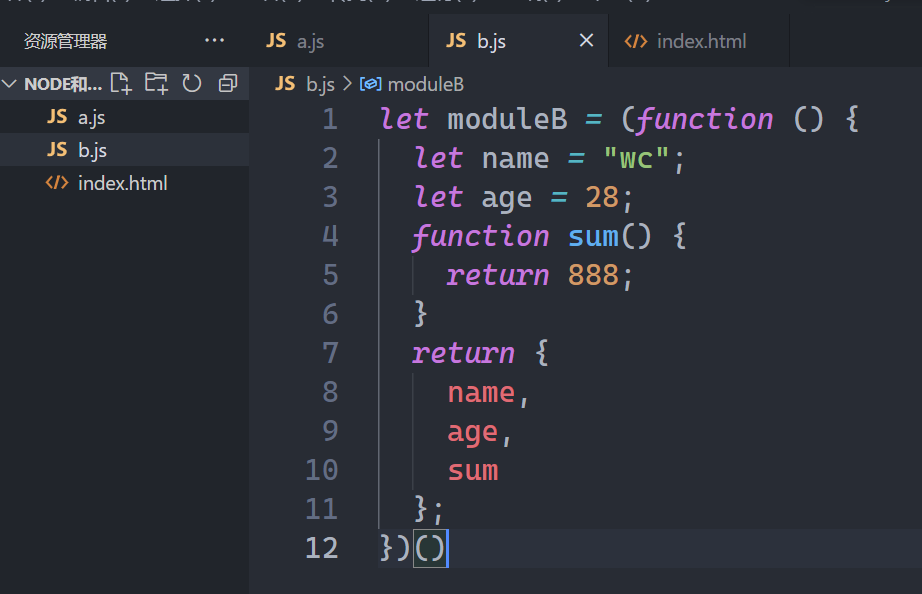 资源管理器 ...
JS a.js
JS b.js
index.html
NODE和...
JS a.js
JS b.js
index.html
JS b.js > moduleB
1 let moduleB = (function () {
2 let name = "wc";
3 let age = 28;
4 function sum() {
5 return 888;
6 }
7 return {
8 name,
9 age,
10 sum
11 };
12 })()